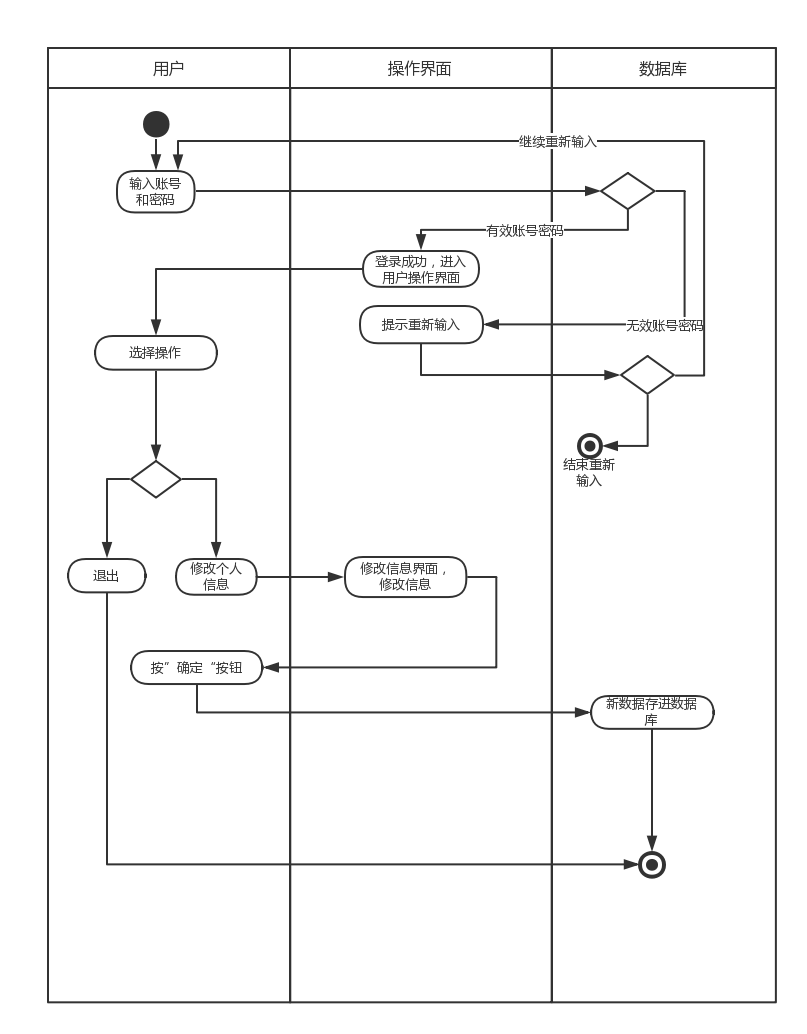 用户
操作界面
数据库
继续重新输入
输入账号
和密码
有效账号密码
登录成功，进入
用户操作界面
提示重新输入
无效账号密码
选择操作
结束重新
输入
退出
修改个人
信息
修改信息界面，
修改信息
按”确定“按钮
新数据存进数据
库